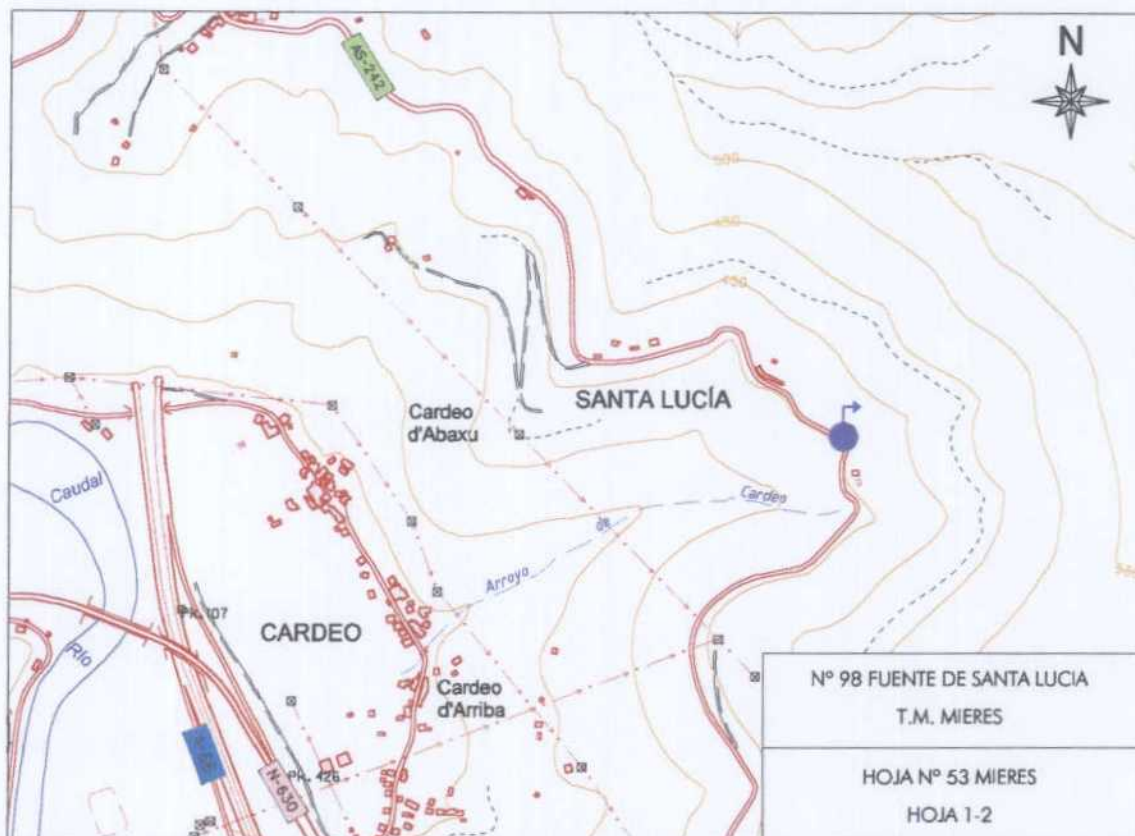 N
AS-242
500
450
SANTA LUCÍA
Cardeo
d'Abaxu
Caudal
Río
Cardeo
de
Arroyo
PK. 107
CARDEO
Cardeo
d'Arriba
N-630
PK. 426
Nº 98 FUENTE DE SANTA LUCIA
T.M. MIERES
HOJA Nº 53 MIERES
HOJA 1-2